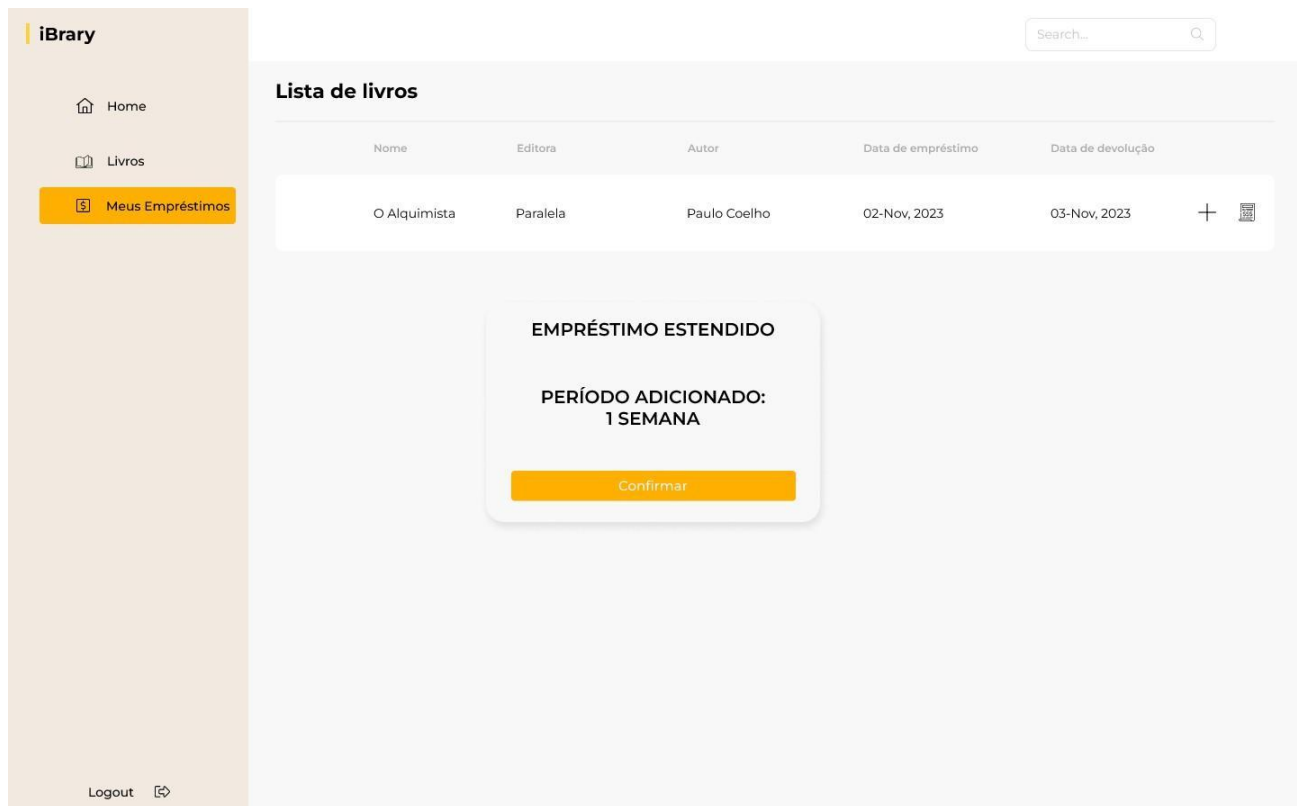 iBrary
Search...
Home
Livros
Meus Empréstimos
Lista de livros
Nome Editora Autor Data de empréstimo Data de devolução
O Alquimista Paralela Paulo Coelho 02-Nov, 2023 03-Nov, 2023
EMPRÉSTIMO ESTENDIDO
PERÍODO ADICIONADO:
1 SEMANA
Confirmar
Logout